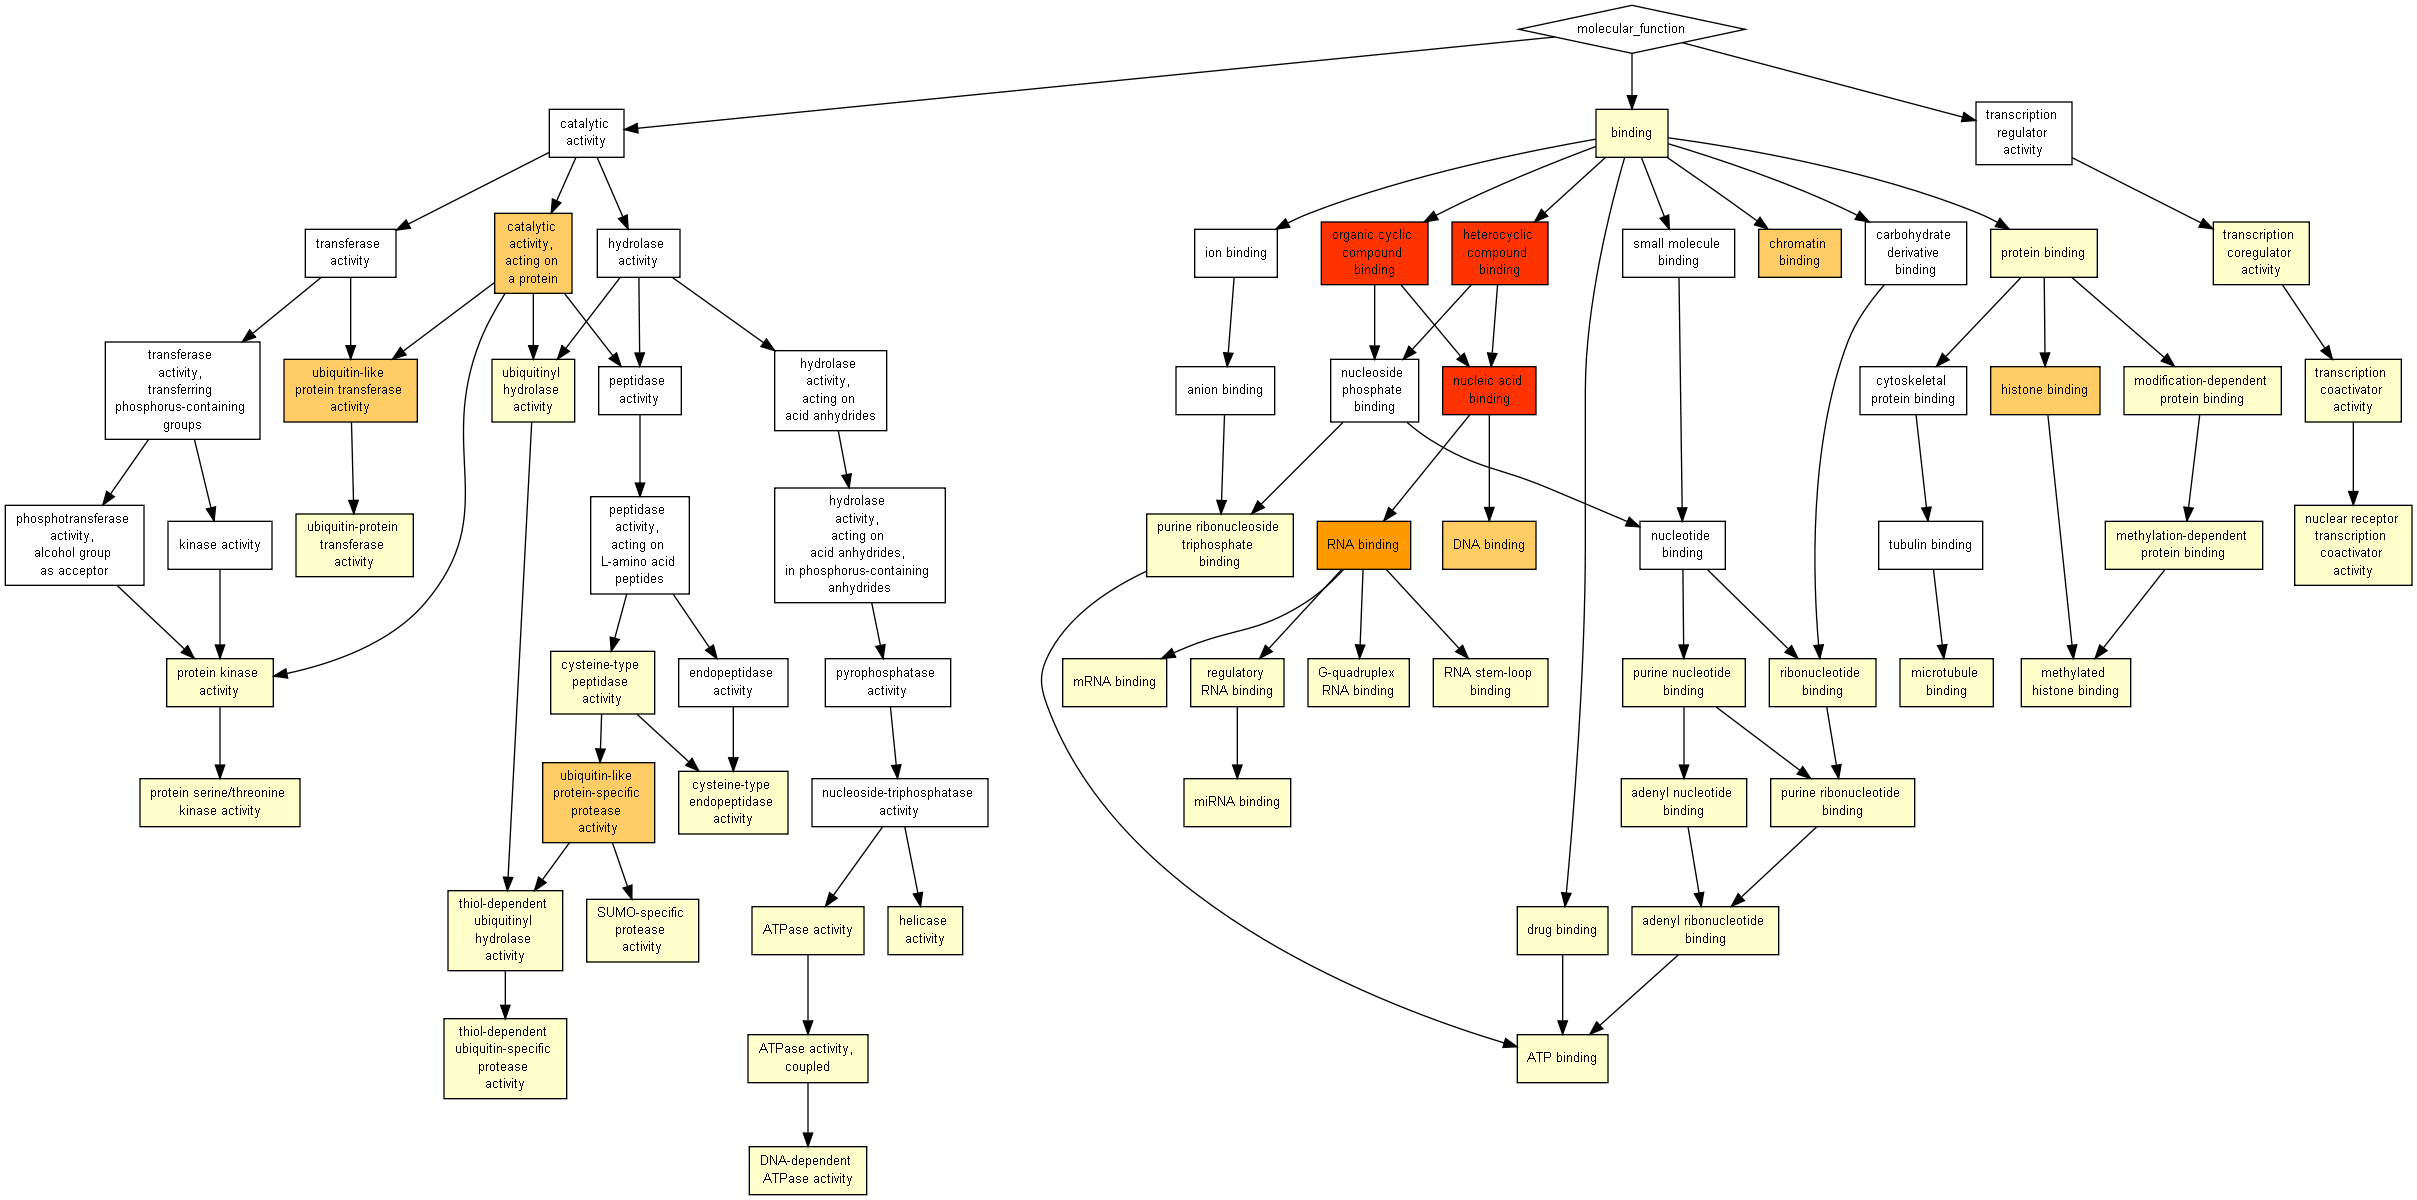 molecular_function
catalytic
activity
binding
transcription
regulator
activity
transferase
activity
catalytic
activity,
acting on
a protein
hydrolase
activity
ion binding
organic cyclic
compound
binding
heterocyclic
compound
binding
small molecule
binding
chromatin
binding
carbohydrate
derivative
binding
protein binding
transcription
coregulator
activity
transferase
activity,
transferring
phosphorus-containing
groups
ubiquitin-like
protein transferase
activity
ubiquitinyl
hydrolase
activity
peptidase
activity
hydrolase
activity,
acting on
acid anhydrides
anion binding
nucleoside
phosphate
binding
nucleic acid
binding
cytoskeletal
protein binding
histone binding
modification-dependent
protein binding
transcription
coactivator
activity
phosphotransferase
activity,
alcohol group
as acceptor
kinase activity
ubiquitin-protein
transferase
activity
peptidase
activity,
acting on
L-amino acid
peptides
hydrolase
activity,
acting on
acid anhydrides,
in phosphorus-containing
anhydrides
purine ribonucleoside
triphosphate
binding
RNA binding
DNA binding
nucleotide
binding
tubulin binding
methylation-dependent
protein binding
nuclear receptor
transcription
coactivator
activity
protein kinase
activity
cysteine-type
peptidase
activity
endopeptidase
activity
pyrophosphatase
activity
mRNA binding
regulatory
RNA binding
G-quadruplex
RNA binding
RNA stem-loop
binding
purine nucleotide
binding
ribonucleotide
binding
microtubule
binding
methylated
histone binding
protein serine/threonine
kinase activity
ubiquitin-like
protein-specific
protease
activity
cysteine-type
endopeptidase
activity
nucleoside-triphosphatase
activity
miRNA binding
adenyl nucleotide
binding
purine ribonucleotide
binding
thiol-dependent
ubiquitinyl
hydrolase
activity
SUMO-specific
protease
activity
ATPase activity
helicase
activity
drug binding
adenyl ribonucleotide
binding
thiol-dependent
ubiquitin-specific
protease
activity
ATPase activity,
coupled
ATP binding
DNA-dependent
ATPase activity